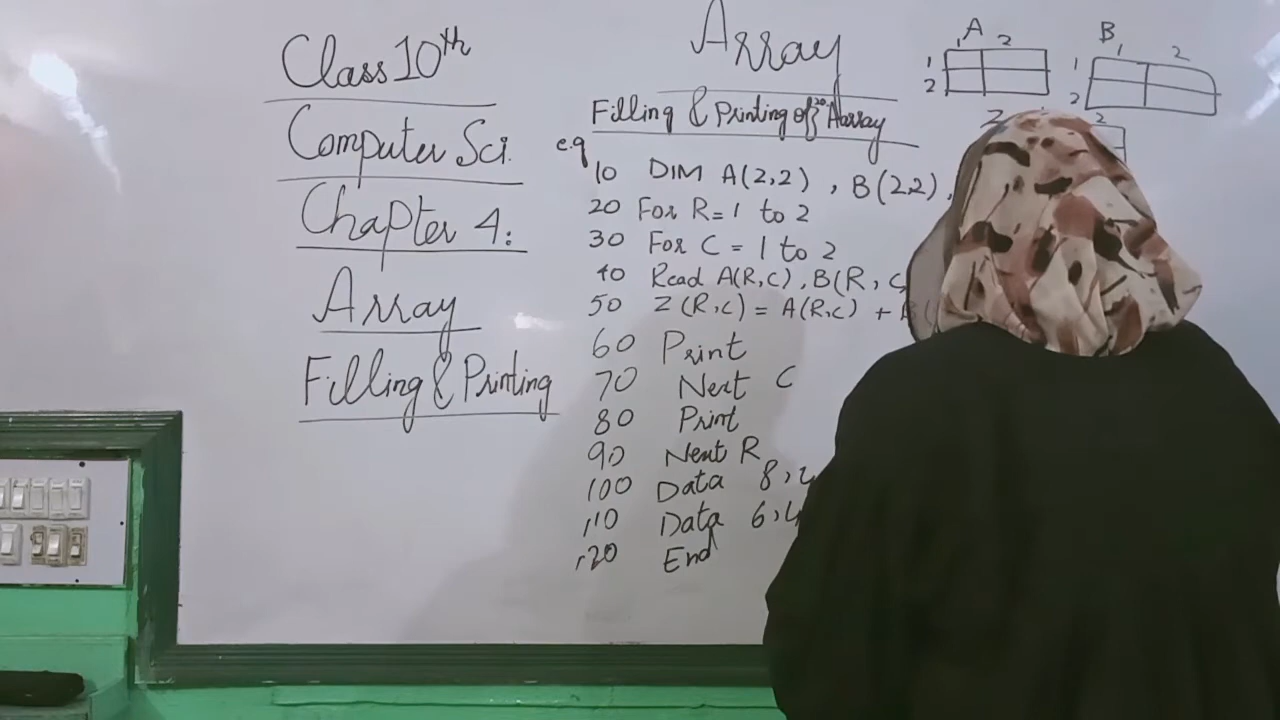 Class 10th
Computer Sci.
Chapter 4:
Array
Filling & Printing
Array
Filling & Printing of 2D Array
e.g
10 DIM A(2,2) , B(2,2),
20 For R=1 to 2
30 For C = 1 to 2
40 Read A(R,C), B(R, C
50 Z(R,C) = A(R,C) + B(
60 Print
70 Next C
80 Print
90 Next R
100 Data 8,
110 Data 6,4
120 End
A
1 2
1
2
B
1 2
1
2
Z
2